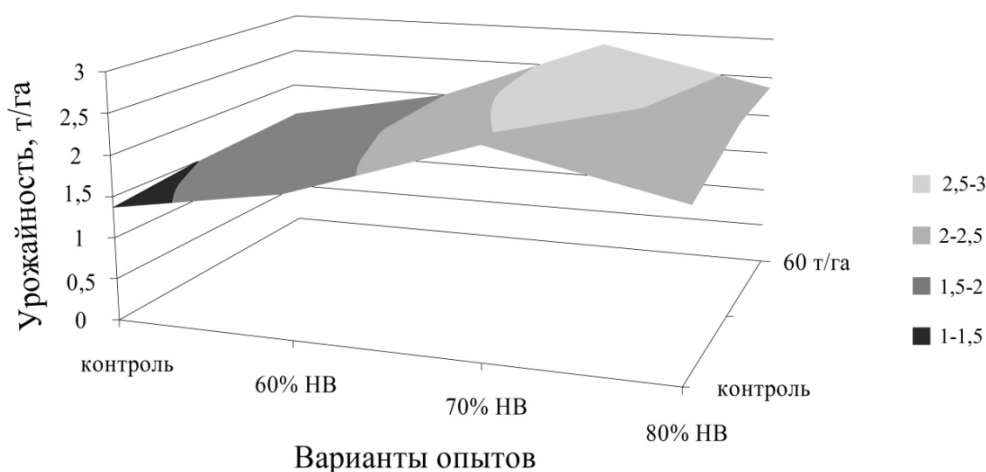 Урожайность, т/га
3
2,5
2
1,5
1
0,5
0
контроль
60% НВ
70% НВ
80% НВ
контроль
60 т/га
Варианты опытов
2,5-3
2-2,5
1,5-2
1-1,5